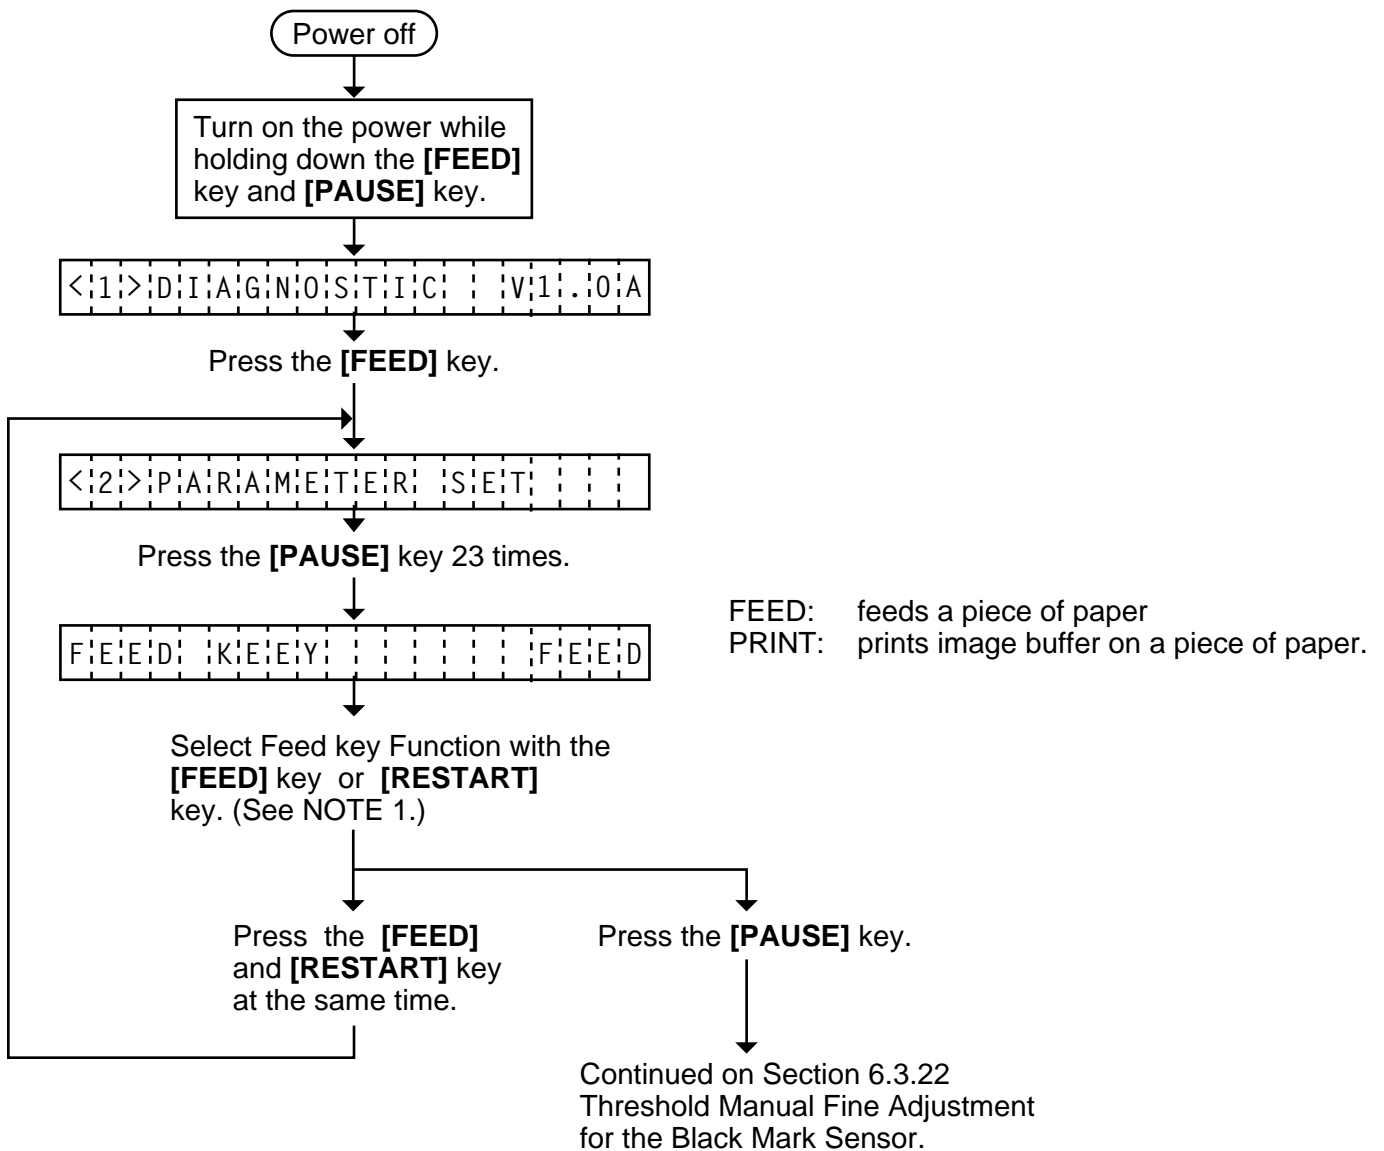 Power off
Turn on the power while
holding down the [FEED]
key and [PAUSE] key.
<1>DIAGNOSTIC  V1.0A
Press the [FEED] key.
<2>PARAMETER SET
Press the [PAUSE] key 23 times.
FEED KEEY       FEED
FEED: feeds a piece of paper
PRINT: prints image buffer on a piece of paper.
Select Feed key Function with the
[FEED] key or [RESTART]
key. (See NOTE 1.)
Press the [FEED]
and [RESTART] key
at the same time.
Press the [PAUSE] key.
Continued on Section 6.3.22
Threshold Manual Fine Adjustment
for the Black Mark Sensor.